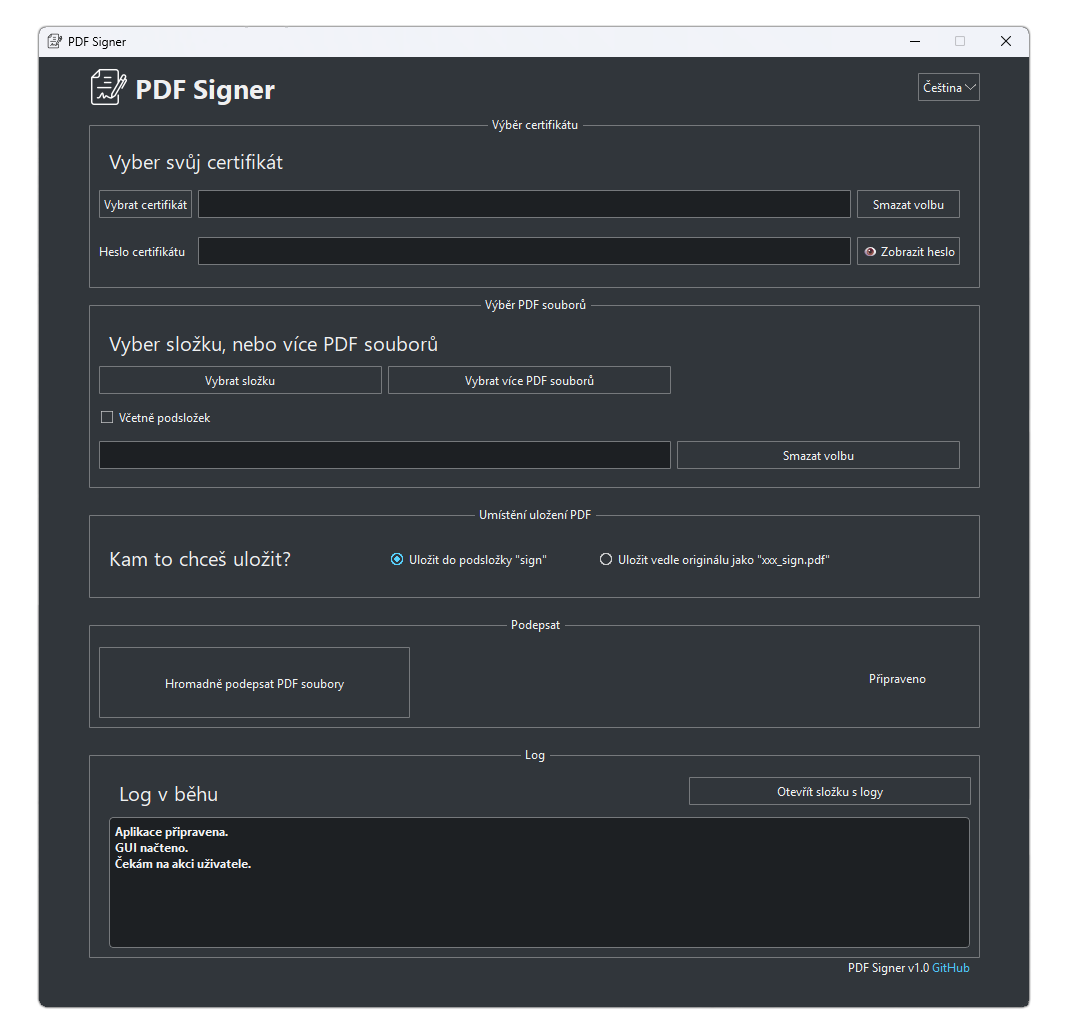 PDF Signer
PDF Signer
Čeština
Výběr certifikátu
Vyber svůj certifikát
Vybrat certifikát
Smazat volbu
Heslo certifikátu
Zobrazit heslo
Výběr PDF souborů
Vyber složku, nebo více PDF souborů
Vybrat složku
Vybrat více PDF souborů
Včetně podsložek
Smazat volbu
Umístění uložení PDF
Kam to chceš uložit?
Uložit do podsložky "sign"
Uložit vedle originálu jako "xxx_sign.pdf"
Podepsat
Hromadně podepsat PDF soubory
Připraveno
Log
Log v běhu
Otevřít složku s logy
Aplikace připravena.
GUI načteno.
Čekám na akci uživatele.
PDF Signer v1.0 GitHub